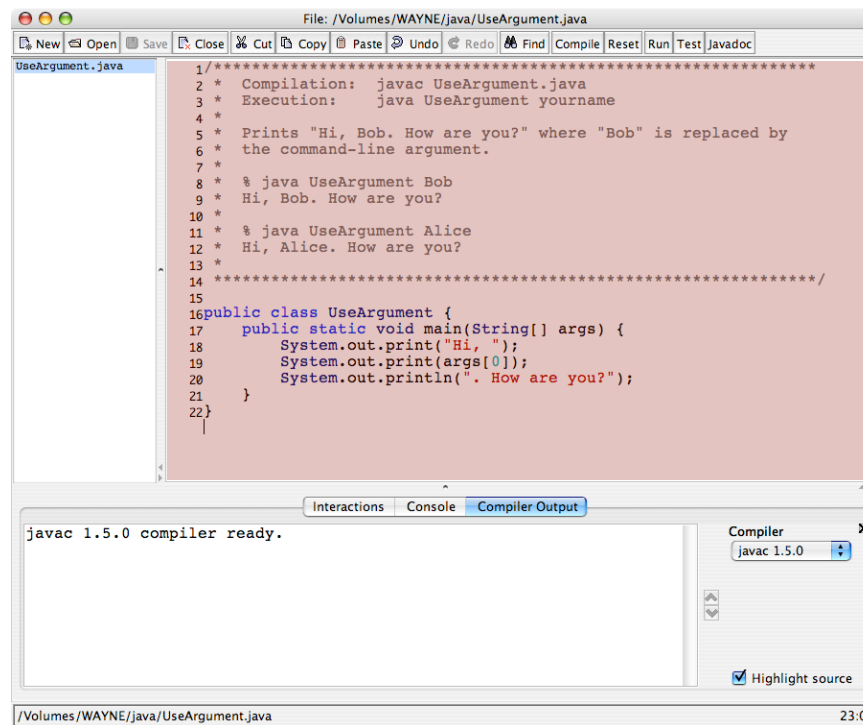 File: /Volumes/WAYNE/java/UseArgument.java
New Open Save Close Cut Copy Paste Undo Redo Find Compile Reset Run Test Javadoc
UseArgument.java
1/****************************************************************
2 *  Compilation:  javac UseArgument.java
3 *  Execution:    java UseArgument yourname
4 *
5 *  Prints "Hi, Bob. How are you?" where "Bob" is replaced by
6 *  the command-line argument.
7 *
8 *  % java UseArgument Bob
9 *  Hi, Bob. How are you?
10 *
11 *  % java UseArgument Alice
12 *  Hi, Alice. How are you?
13 *
14 ****************************************************************/
15
16public class UseArgument {
17    public static void main(String[] args) {
18        System.out.print("Hi, ");
19        System.out.print(args[0]);
20        System.out.println(". How are you?");
21    }
22}
Interactions Console Compiler Output
javac 1.5.0 compiler ready.
Compiler
javac 1.5.0
Highlight source
/Volumes/WAYNE/java/UseArgument.java